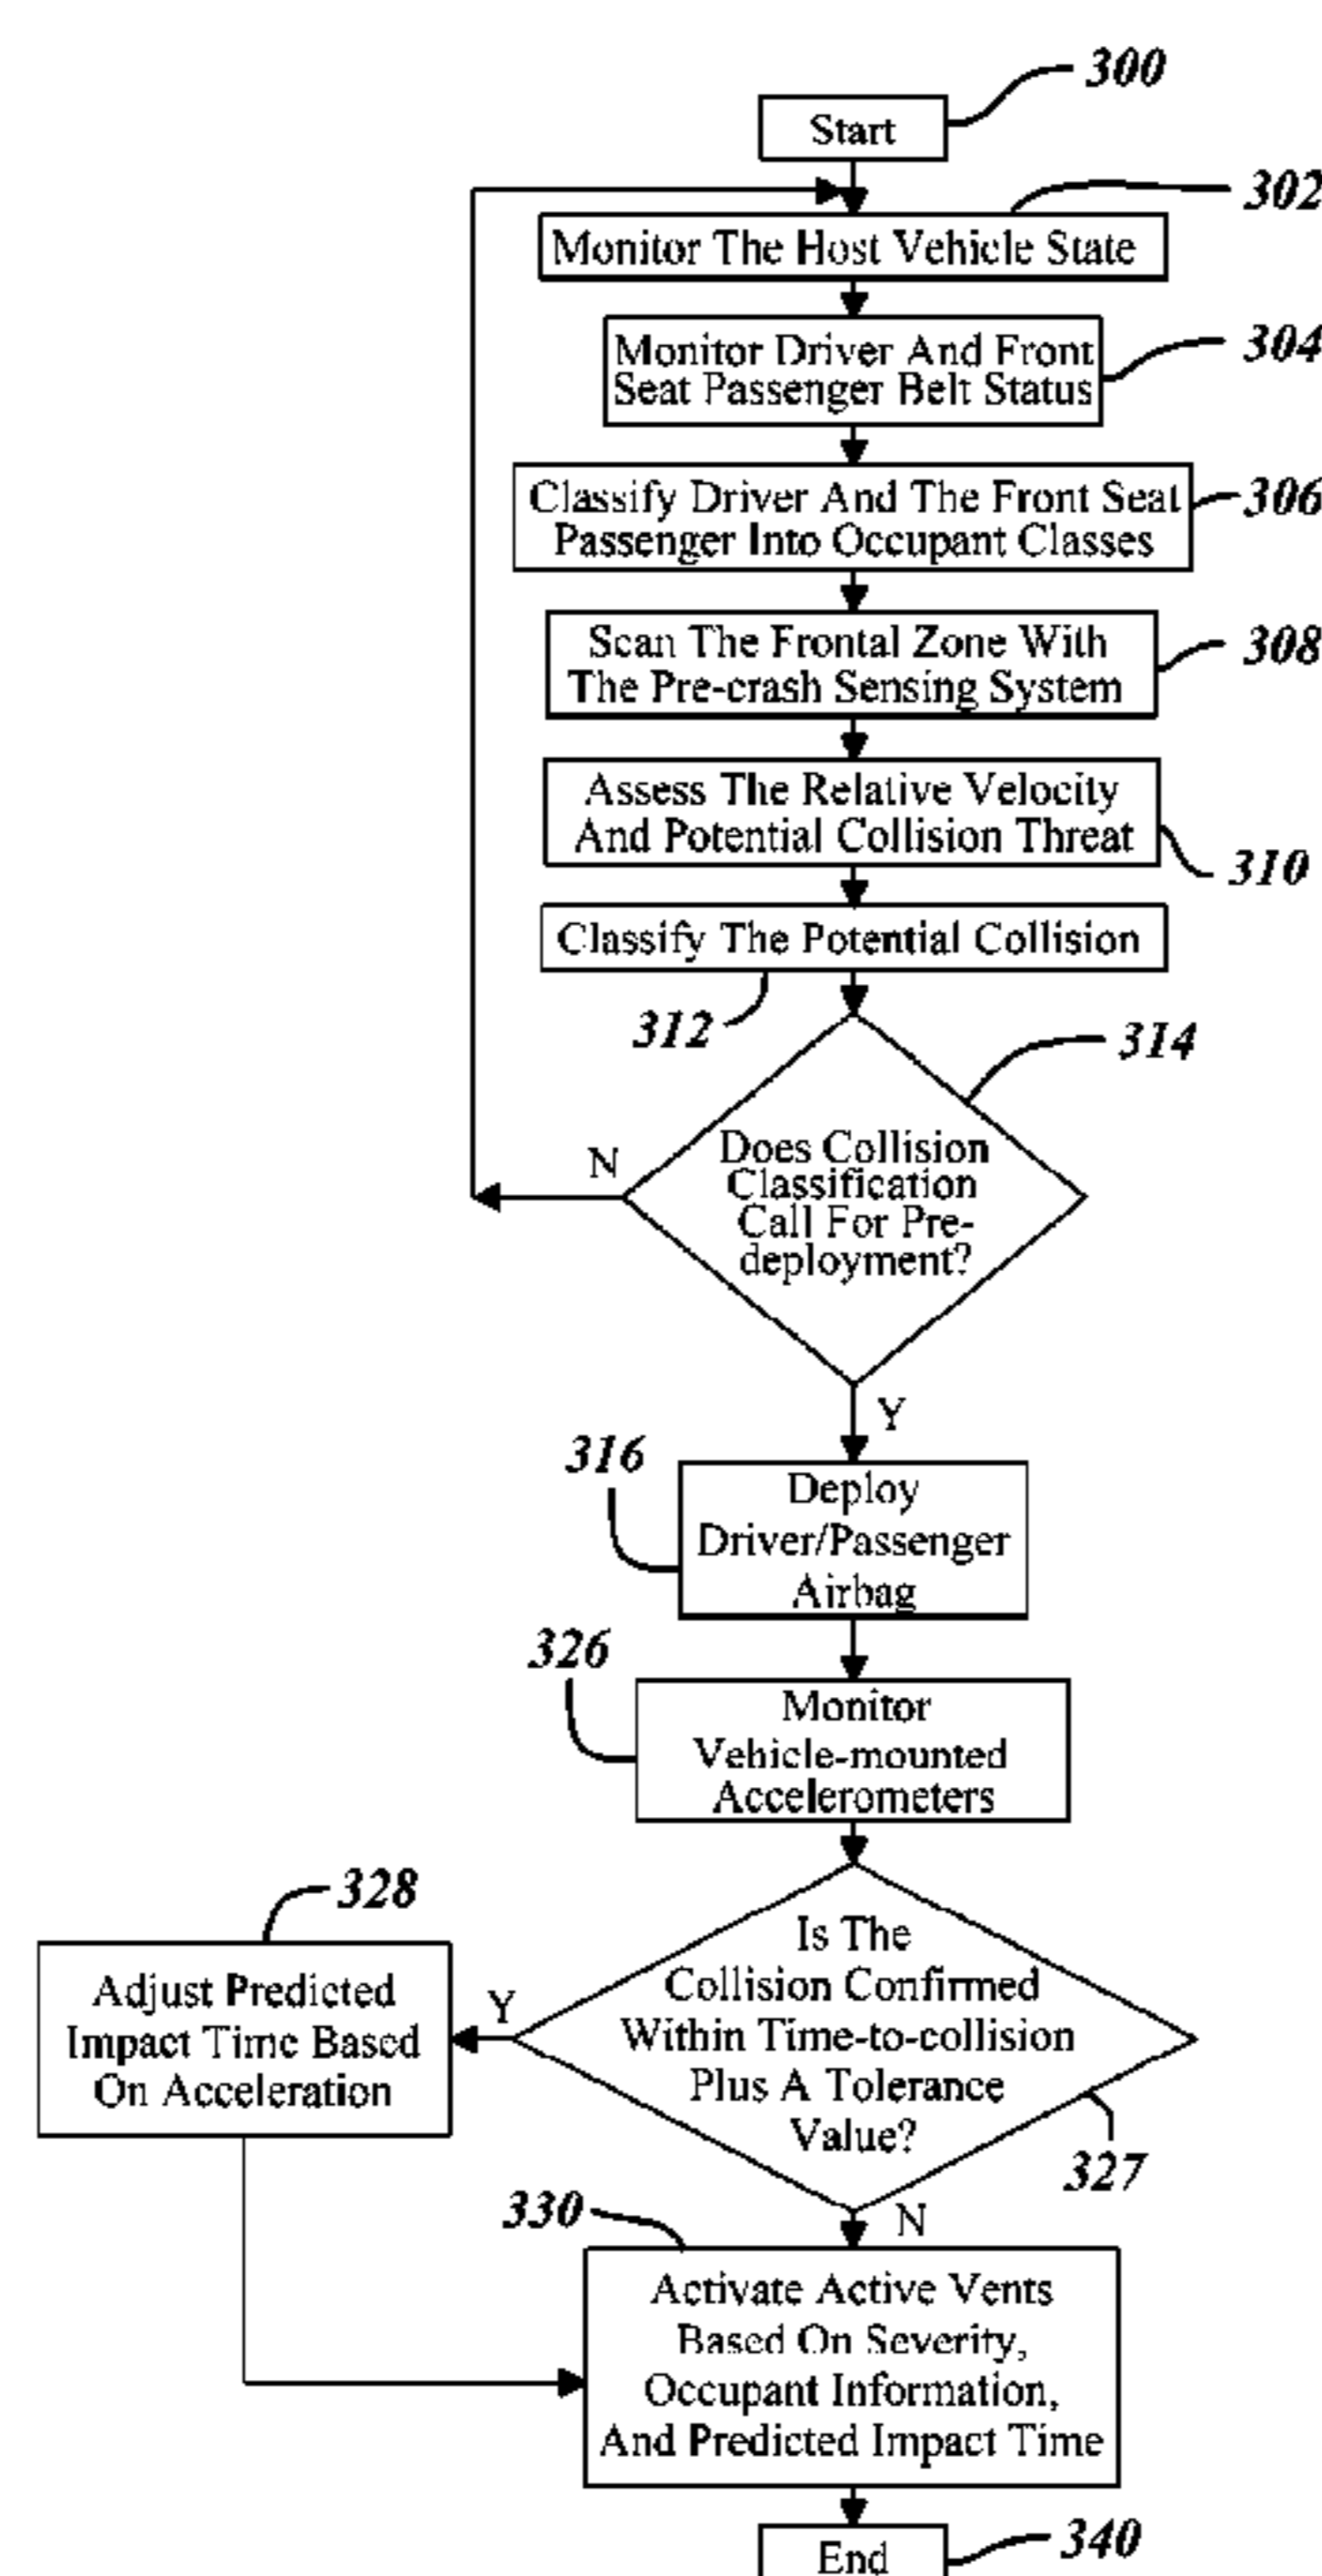 300
Start
302
Monitor The Host Vehicle State
304
Monitor Driver And Front
Seat Passenger Belt Status
306
Classify Driver And The Front Seat
Passenger Into Occupant Classes
308
Scan The Frontal Zone With
The Pre-crash Sensing System
Assess The Relative Velocity
And Potential Collision Threat
310
Classify The Potential Collision
312
314
N
Does Collision
Classification
Call For Pre-
deployment?
Y
316
Deploy
Driver/Passenger
Airbag
326
Monitor
Vehicle-mounted
Accelerometers
328
Adjust Predicted
Impact Time Based
On Acceleration
Y
Is The
Collision Confirmed
Within Time-to-collision
Plus A Tolerance
Value?
327
N
330
Activate Active Vents
Based On Severity,
Occupant Information,
And Predicted Impact Time
End
340